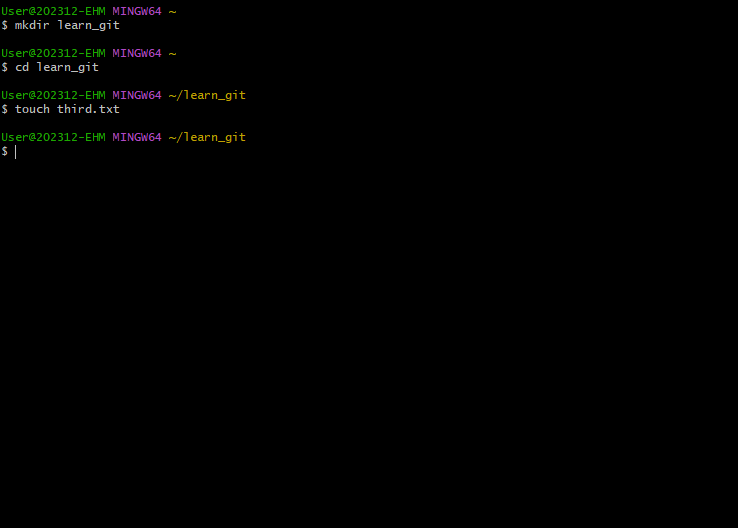 User@202312-EHM MINGW64 ~
$ mkdir learn_git
User@202312-EHM MINGW64 ~
$ cd learn_git
User@202312-EHM MINGW64 ~/learn_git
$ touch third.txt
User@202312-EHM MINGW64 ~/learn_git
$